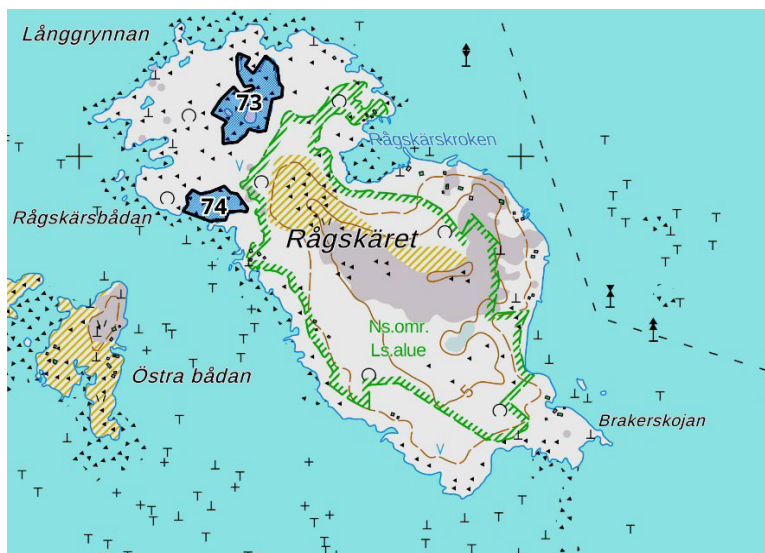 Långgrynnan
73
Rågskärskroken
V
74
Rågskärsbådan
Rågskäret
Ns.omr.
Ls.alue
Östra bådan
Brakerskojan
V